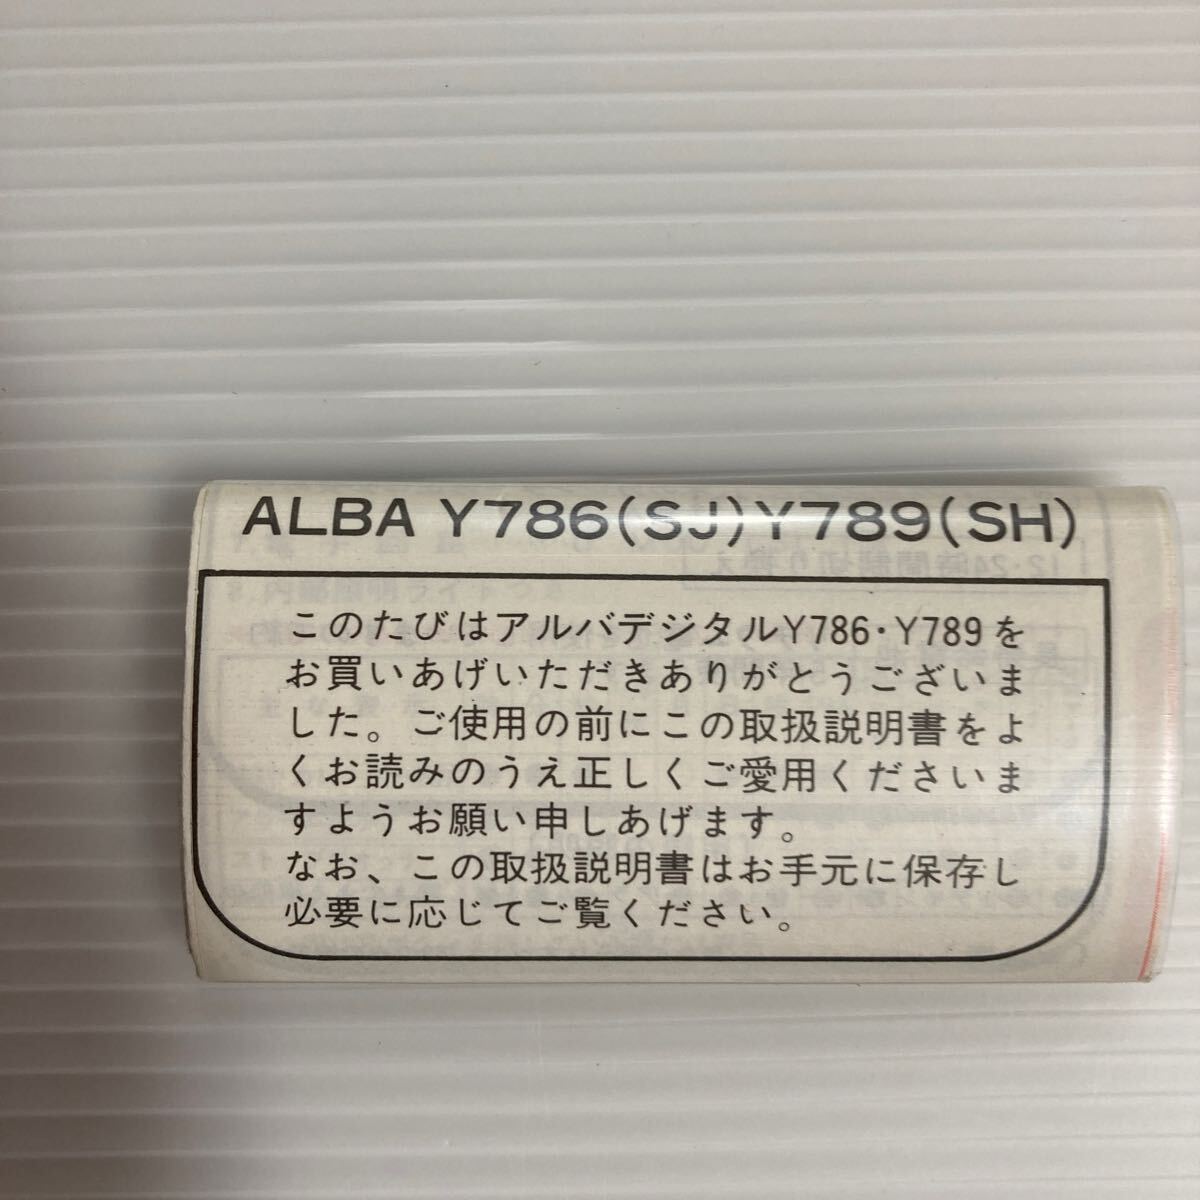 ALBA Y786(SJ)Y789(SH)
このたびはアルバデジタルY786・Y789を
お買いあげいただきありがとうございま
した。ご使用の前にこの取扱説明書をよ
くお読みのうえ正しくご愛用くださいま
すようお願い申しあげます。
なお、この取扱説明書はお手元に保存し
必要に応じてご覧ください。